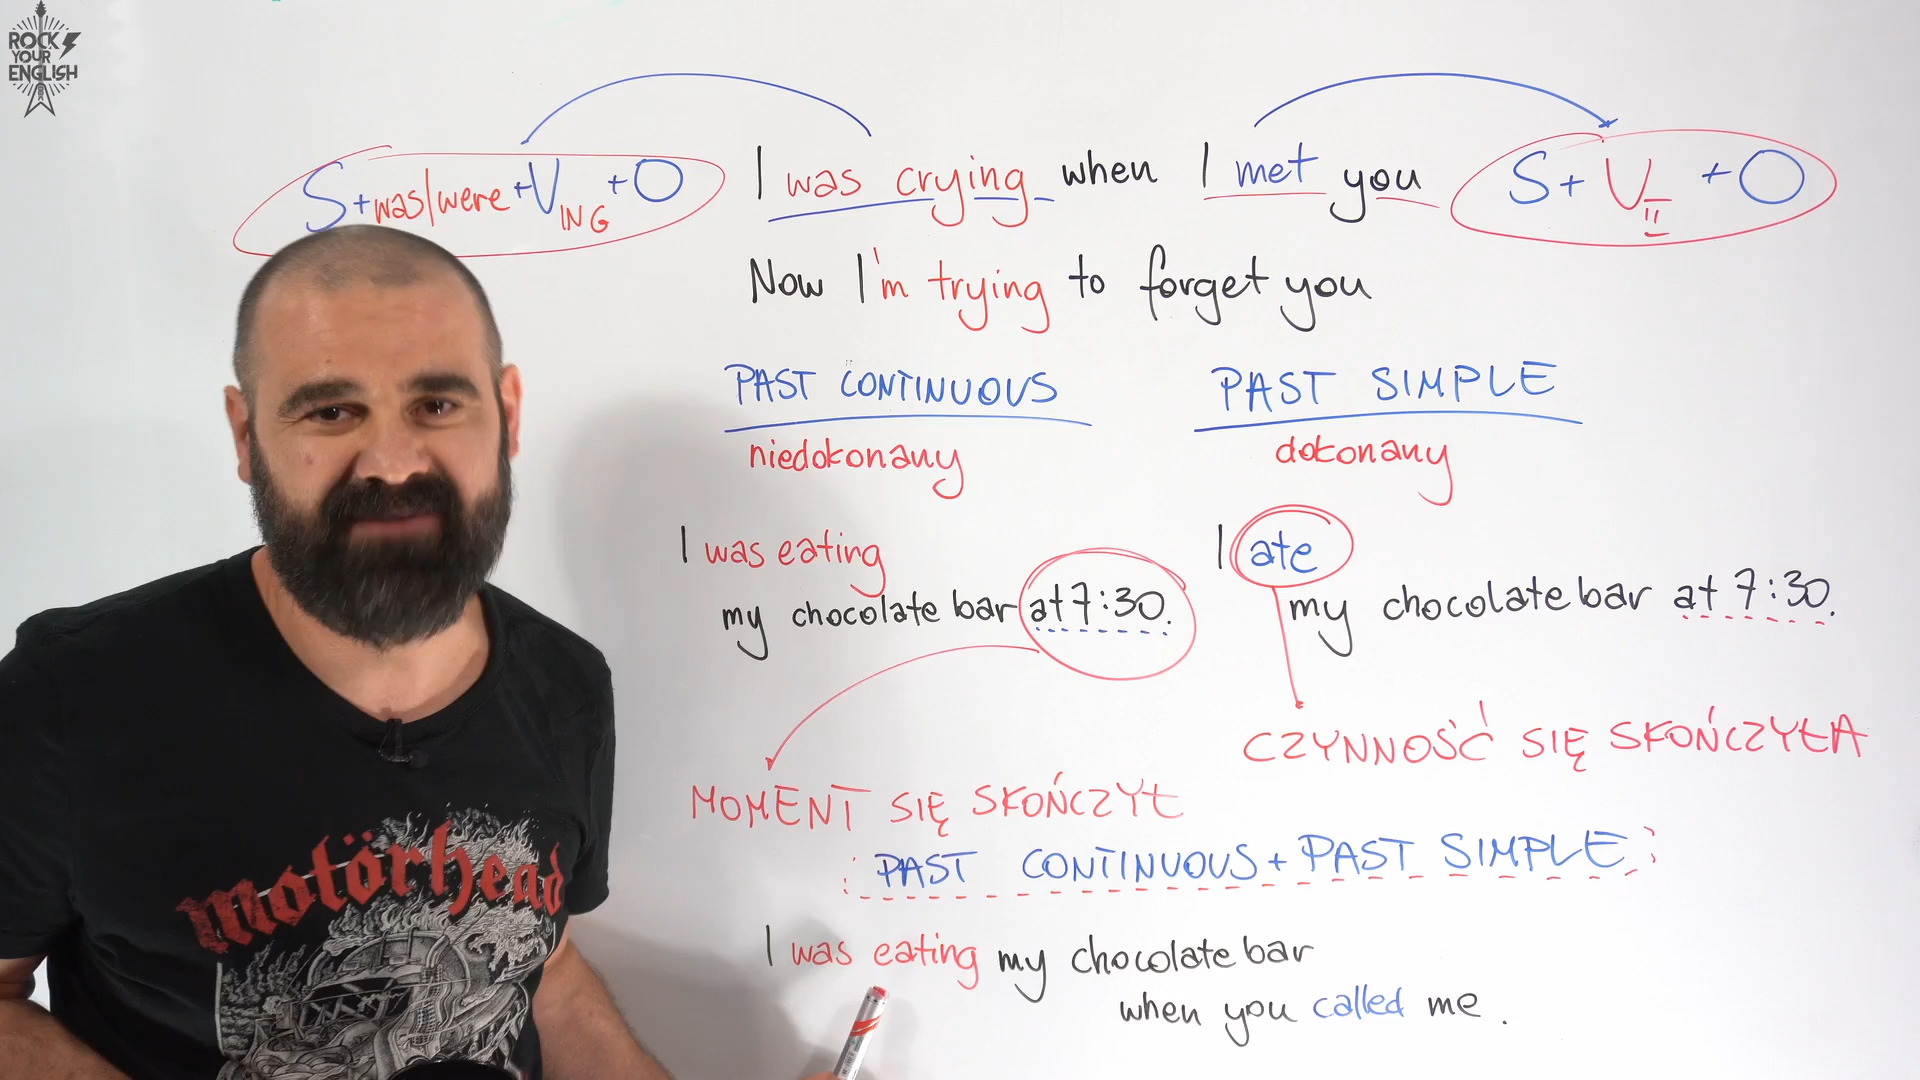 ROCK
YOUR
ENGLISH
S+was/were+VING+O
I was crying when I met you
S+VII+O
Now I'm trying to forget you
PAST CONTINUOUS
niedokonany
PAST SIMPLE
dokonany
I was eating
my chocolate bar at 7:30.
MOMENT SIĘ SKOŃCZYŁ
I ate
my chocolate bar at 7:30.
CZYNNOŚĆ SIĘ SKOŃCZYŁA
PAST CONTINUOUS + PAST SIMPLE
I was eating my chocolate bar
when you called me.
motörhead